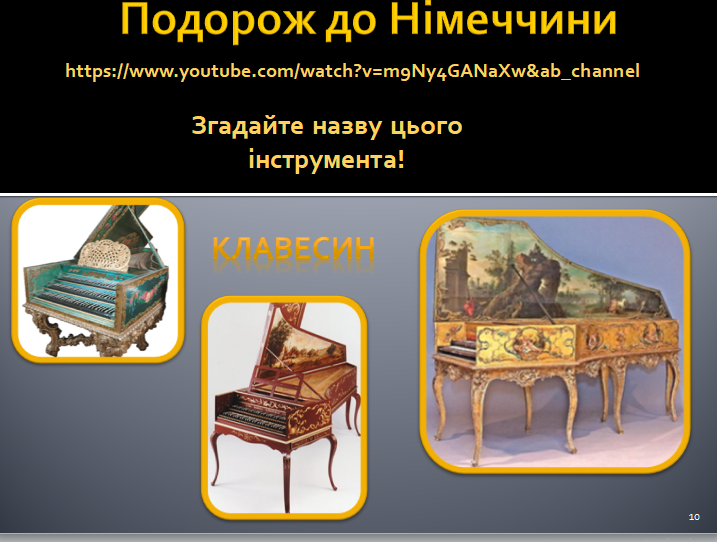 Подорож до Німеччини
https://www.youtube.com/watch?v=m9Ny4GANaXw&ab_channel
Згадайте назву цього
інструмента!
КЛАВЕСИН
10